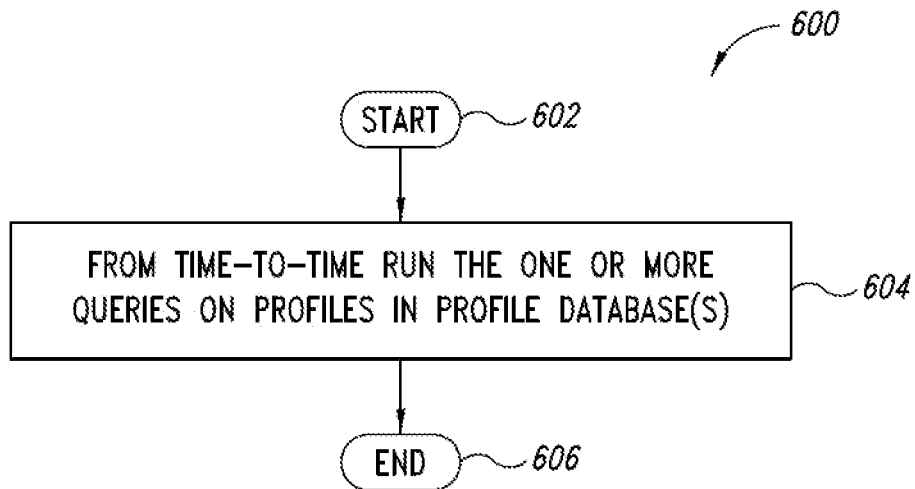 600
START
602
FROM TIME-TO-TIME RUN THE ONE OR MORE
QUERIES ON PROFILES IN PROFILE DATABASE(S)
604
END
606